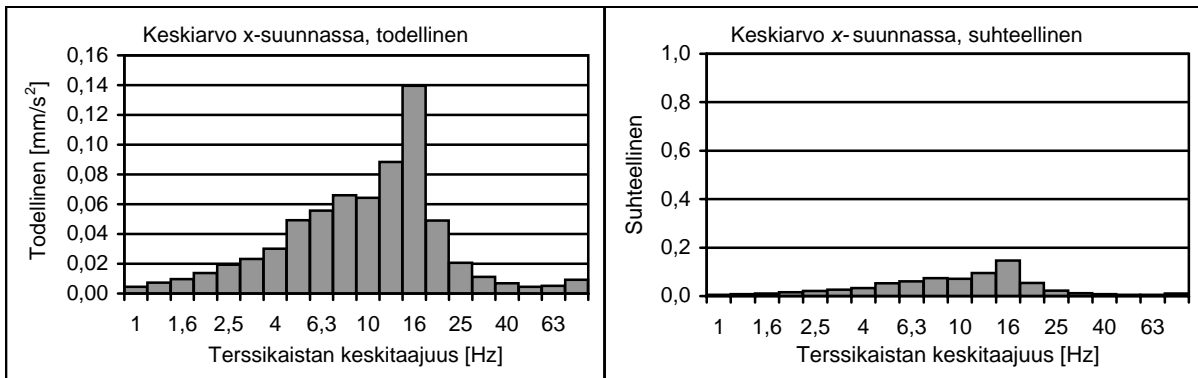 Keskiarvo x-suunnassa, todellinen
Todellinen [mm/s²]
0,16
0,14
0,12
0,10
0,08
0,06
0,04
0,02
0,00
1 1,6 2,5 4 6,3 10 16 25 40 63
Terssikaistan keskitaajuus [Hz]
Keskiarvo x-suunnassa, suhteellinen
Suhteellinen
1,0
0,8
0,6
0,4
0,2
0,0
1 1,6 2,5 4 6,3 10 16 25 40 63
Terssikaistan keskitaajuus [Hz]